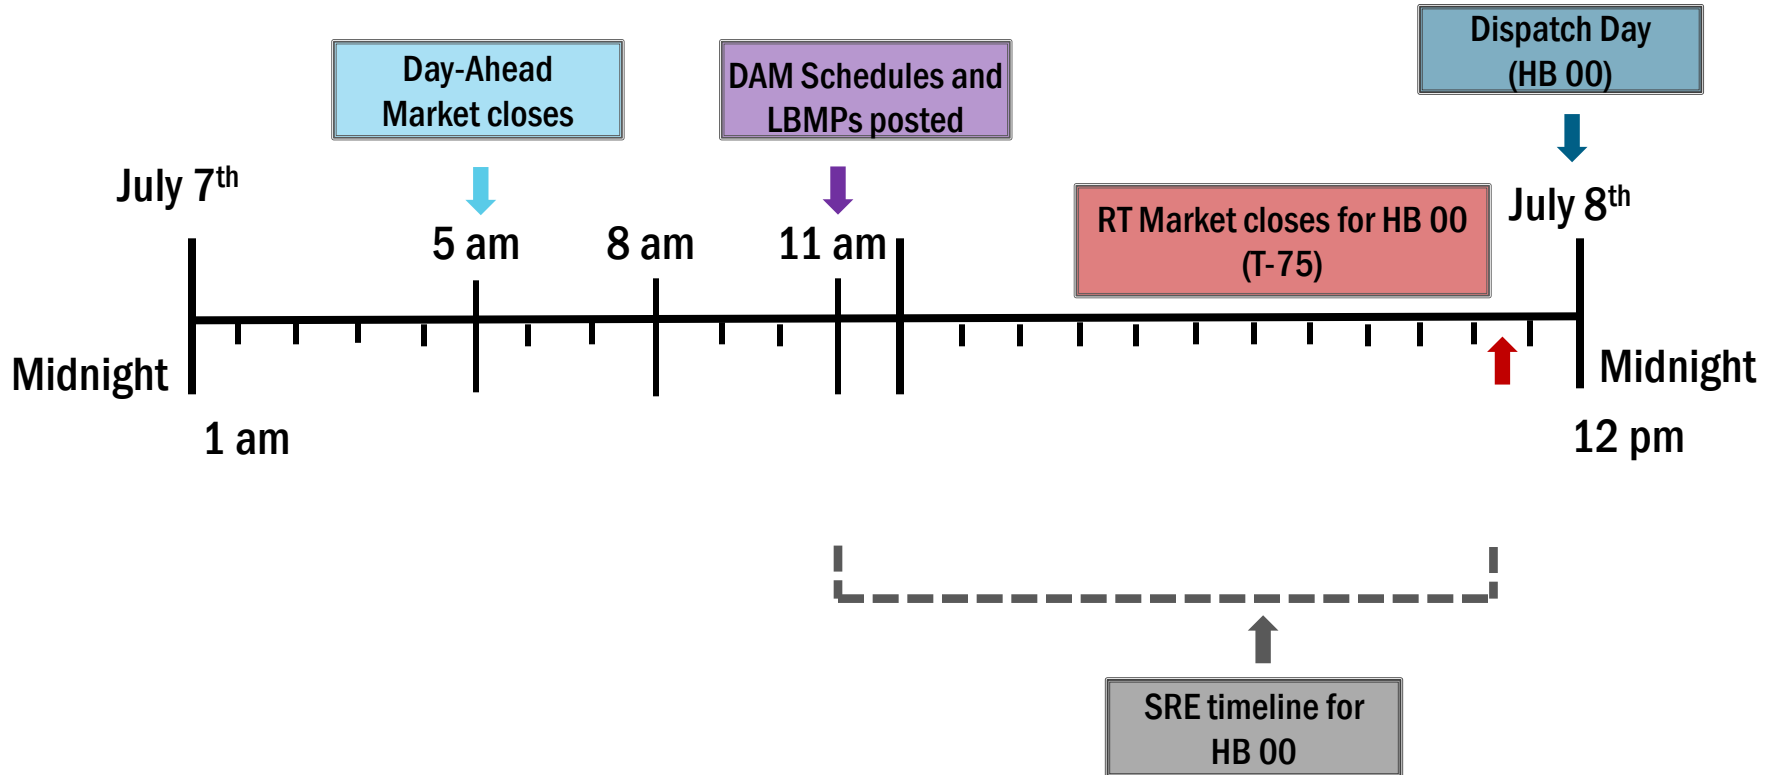 Dispatch Day
(HB 00)
Day-Ahead
Market closes
DAM Schedules and
LBMPs posted
July 7th
5 am
8 am
11 am
RT Market closes for HB 00
(T-75)
July 8th
Midnight
Midnight
1 am
12 pm
SRE timeline for
HB 00